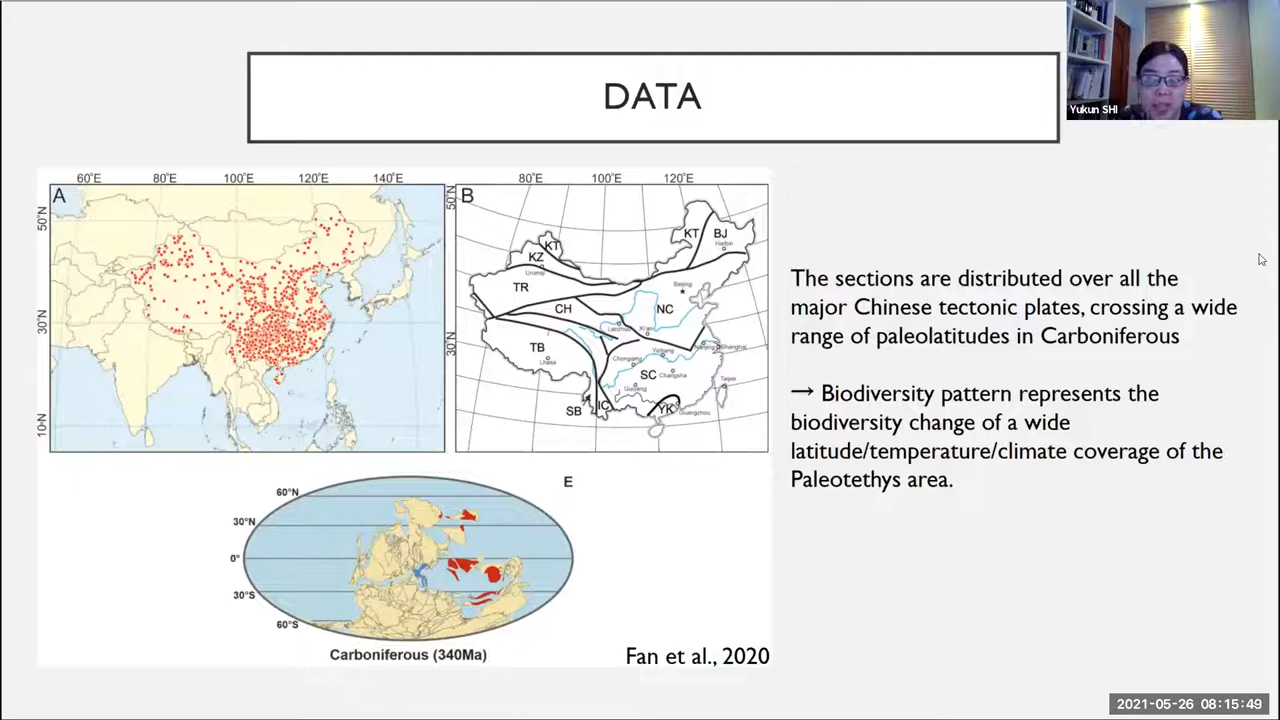 DATA
Yukun SHI
60°E 80°E 100°E 120°E 140°E
A
50°N
30°N
10°N
80°E 100°E 120°E
B
50°N
30°N
KT
BJ
Harbin
KT
KZ
Urumqi
TR
Beijing
CH
NC
Lanzhou
Xi'an
TB
Lhasa
Nanjing
Shanghai
Yichang
Chongqing
SC
Changsha
Guiyang
Taipei
SB
IC
YK
Guangzhou
The sections are distributed over all the
major Chinese tectonic plates, crossing a wide
range of paleolatitudes in Carboniferous
→ Biodiversity pattern represents the
biodiversity change of a wide
latitude/temperature/climate coverage of the
Paleotethys area.
E
60°N
30°N
0°
30°S
60°S
Carboniferous (340Ma)
Fan et al., 2020
2021-05-26 08:15:49